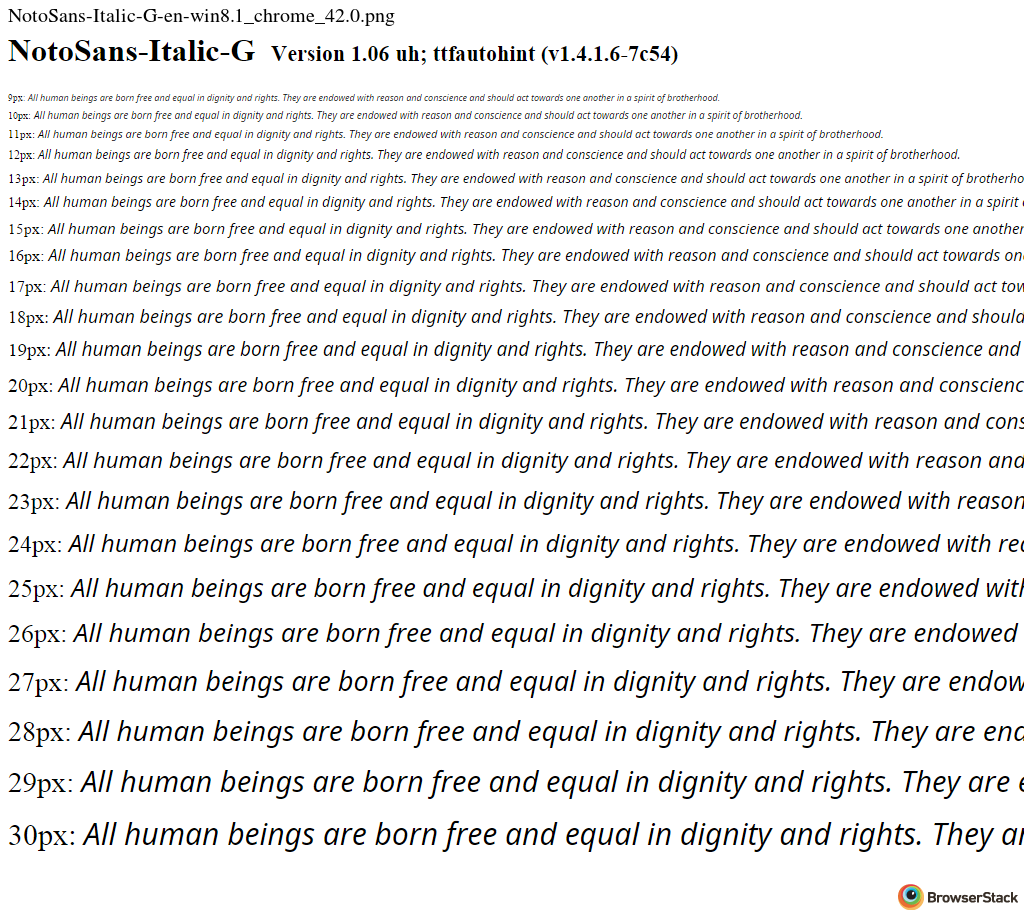 NotoSans-Italic-G-en-win8.1_chrome_42.0.png
NotoSans-Italic-G Version 1.06 uh; ttfautohint (v1.4.1.6-7c54)
9px: All human beings are born free and equal in dignity and rights. They are endowed with reason and conscience and should act towards one another in a spirit of brotherhood.
10px: All human beings are born free and equal in dignity and rights. They are endowed with reason and conscience and should act towards one another in a spirit of brotherhood.
11px: All human beings are born free and equal in dignity and rights. They are endowed with reason and conscience and should act towards one another in a spirit of brotherhood.
12px: All human beings are born free and equal in dignity and rights. They are endowed with reason and conscience and should act towards one another in a spirit of brotherhood.
13px: All human beings are born free and equal in dignity and rights. They are endowed with reason and conscience and should act towards one another in a spirit of brotherho
14px: All human beings are born free and equal in dignity and rights. They are endowed with reason and conscience and should act towards one another in a spirit
15px: All human beings are born free and equal in dignity and rights. They are endowed with reason and conscience and should act towards one another
16px: All human beings are born free and equal in dignity and rights. They are endowed with reason and conscience and should act towards on
17px: All human beings are born free and equal in dignity and rights. They are endowed with reason and conscience and should act tow
18px: All human beings are born free and equal in dignity and rights. They are endowed with reason and conscience and should
19px: All human beings are born free and equal in dignity and rights. They are endowed with reason and conscience and
20px: All human beings are born free and equal in dignity and rights. They are endowed with reason and conscienc
21px: All human beings are born free and equal in dignity and rights. They are endowed with reason and cons
22px: All human beings are born free and equal in dignity and rights. They are endowed with reason and
23px: All human beings are born free and equal in dignity and rights. They are endowed with reason
24px: All human beings are born free and equal in dignity and rights. They are endowed with rea
25px: All human beings are born free and equal in dignity and rights. They are endowed with
26px: All human beings are born free and equal in dignity and rights. They are endowed
27px: All human beings are born free and equal in dignity and rights. They are endow
28px: All human beings are born free and equal in dignity and rights. They are end
29px: All human beings are born free and equal in dignity and rights. They are e
30px: All human beings are born free and equal in dignity and rights. They ar
BrowserStack